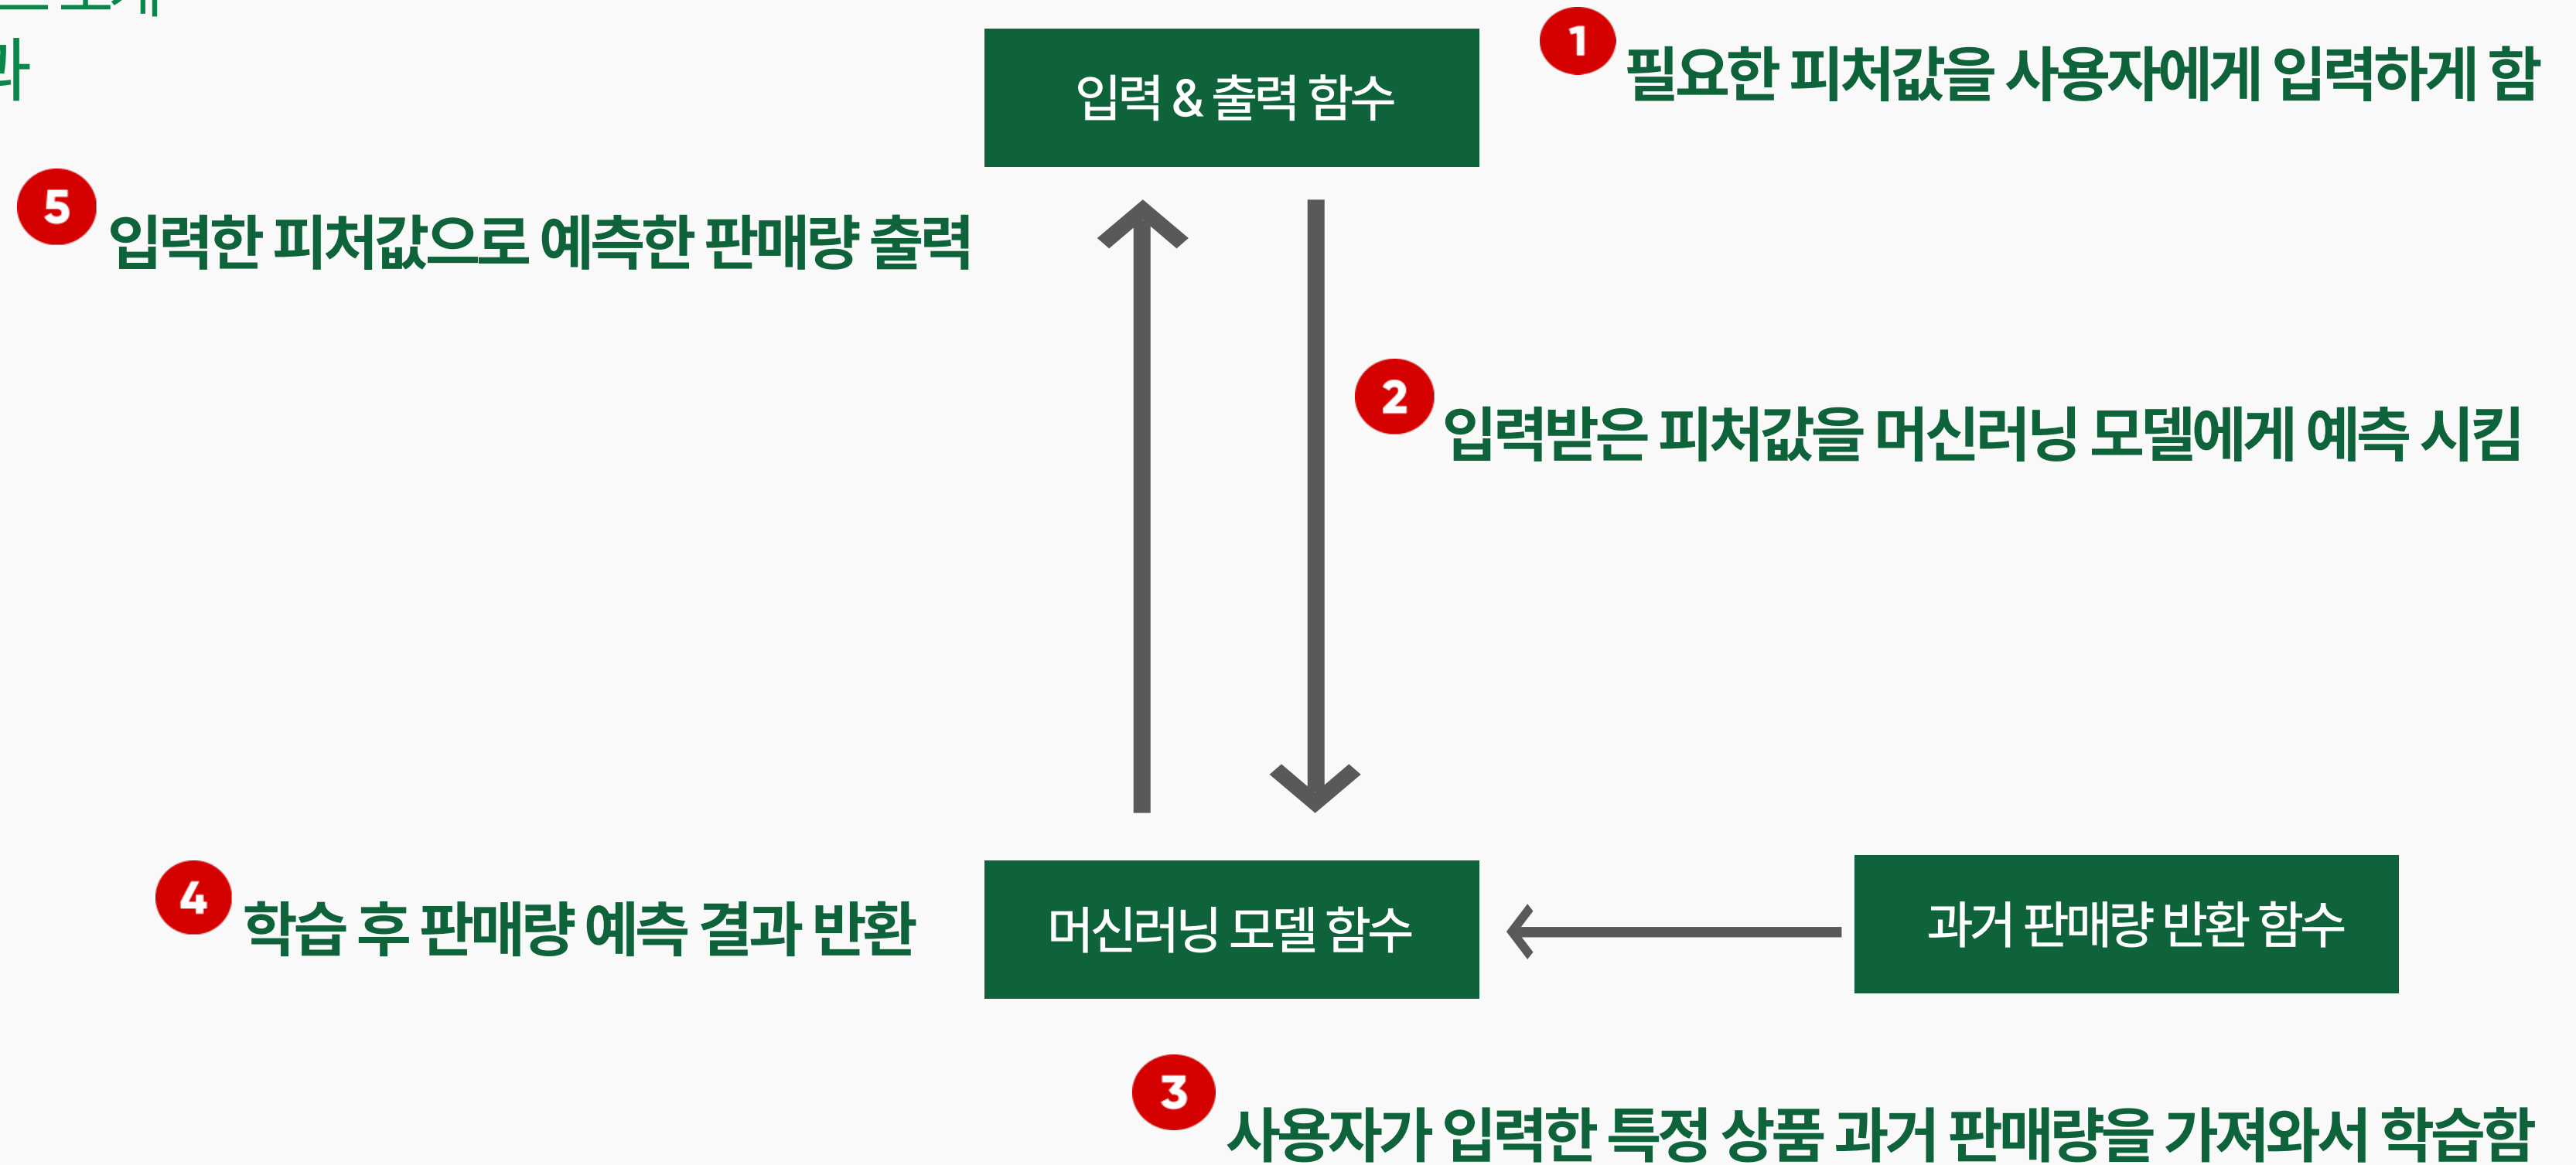 입력 & 출력 함수
1
필요한 피처값을 사용자에게 입력하게 함
5
입력한 피처값으로 예측한 판매량 출력
2
입력받은 피처값을 머신러닝 모델에게 예측 시킴
4
학습 후 판매량 예측 결과 반환
머신러닝 모델 함수
과거 판매량 반환 함수
3
사용자가 입력한 특정 상품 과거 판매량을 가져와서 학습함